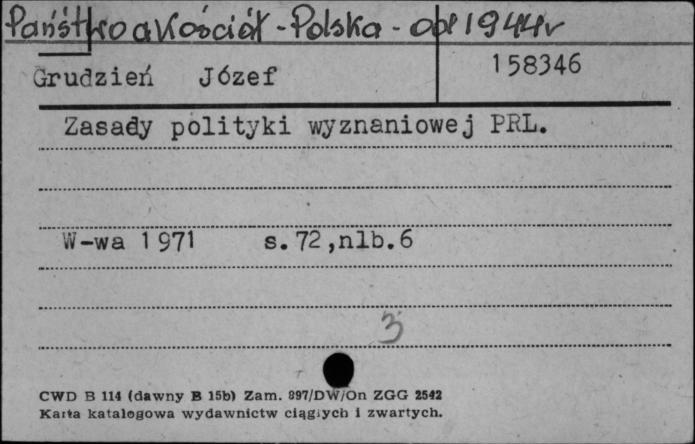 Państwo a Kościół - Polska - od 1944r
Grudzień Józef 158346
Zasady polityki wyznaniowej PRL.
W-wa 1971 s.72,nlb.6
3
CWD B 114 (dawny B 15b) Zam. 897/DW/On ZGG 2542
Karta katalogowa wydawnictw ciągłych i zwartych.